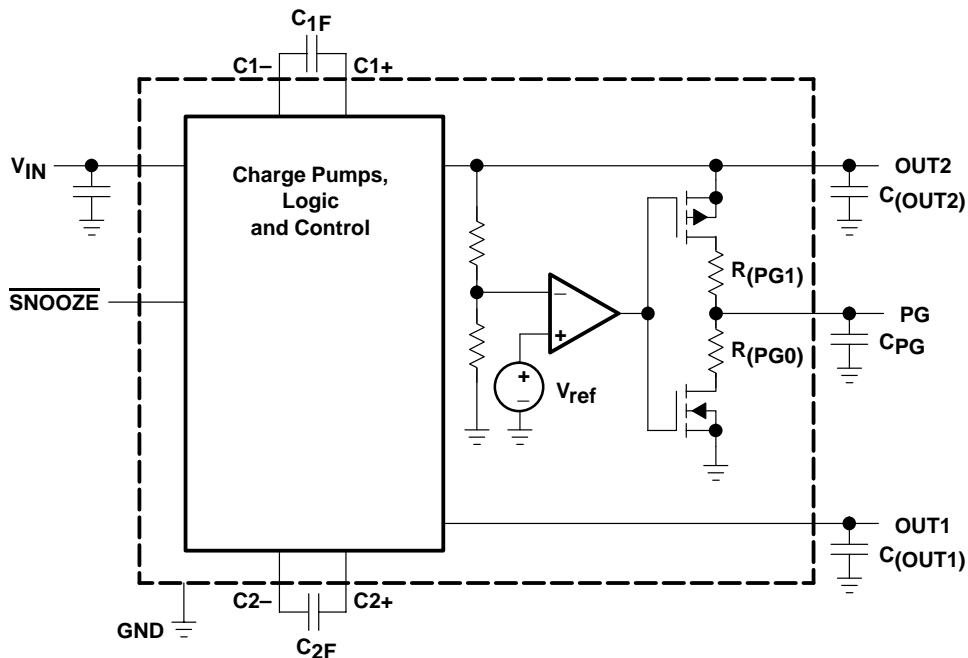 C1F
C1– C1+
VIN
Charge Pumps,
Logic
and Control
OUT2
C(OUT2)
SNOOZE
R(PG1)
–
+
PG
CPG
R(PG0)
+
–
Vref
OUT1
C(OUT1)
C2– C2+
GND
C2F